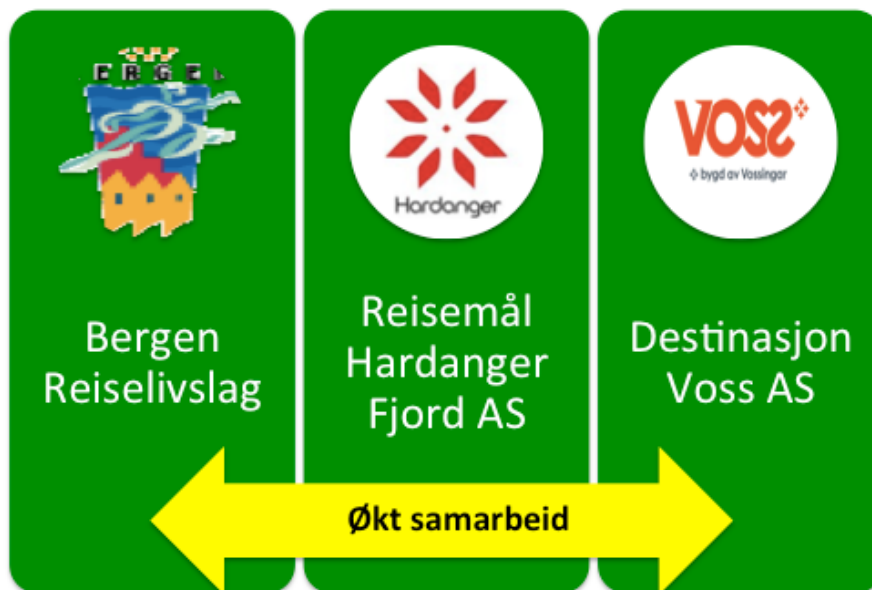 Hardanger
VOSS
bygd av Vossingar
Bergen
Reiselivslag
Reisemål
Hardanger
Fjord AS
Destinasjon
Voss AS
Økt samarbeid